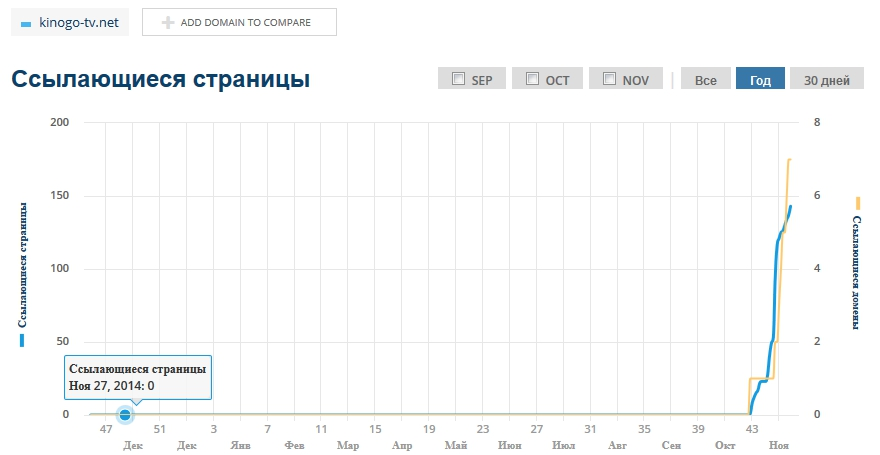 kinogo-tv.net
ADD DOMAIN TO COMPARE
Ссылающиеся страницы
SEP OCT NOV Все Год 30 дней
200 8
150 6
100 4
50 2
0 0
Ссылающиеся страницы
Ссылающиеся домены
Ссылающиеся страницы
Ноя 27, 2014: 0
47 51 3 7 11 15 19 23 27 31 35 39 43
Дек Дек Янв Фев Мар Апр Май Июн Июл Авг Сен Окт Ноя